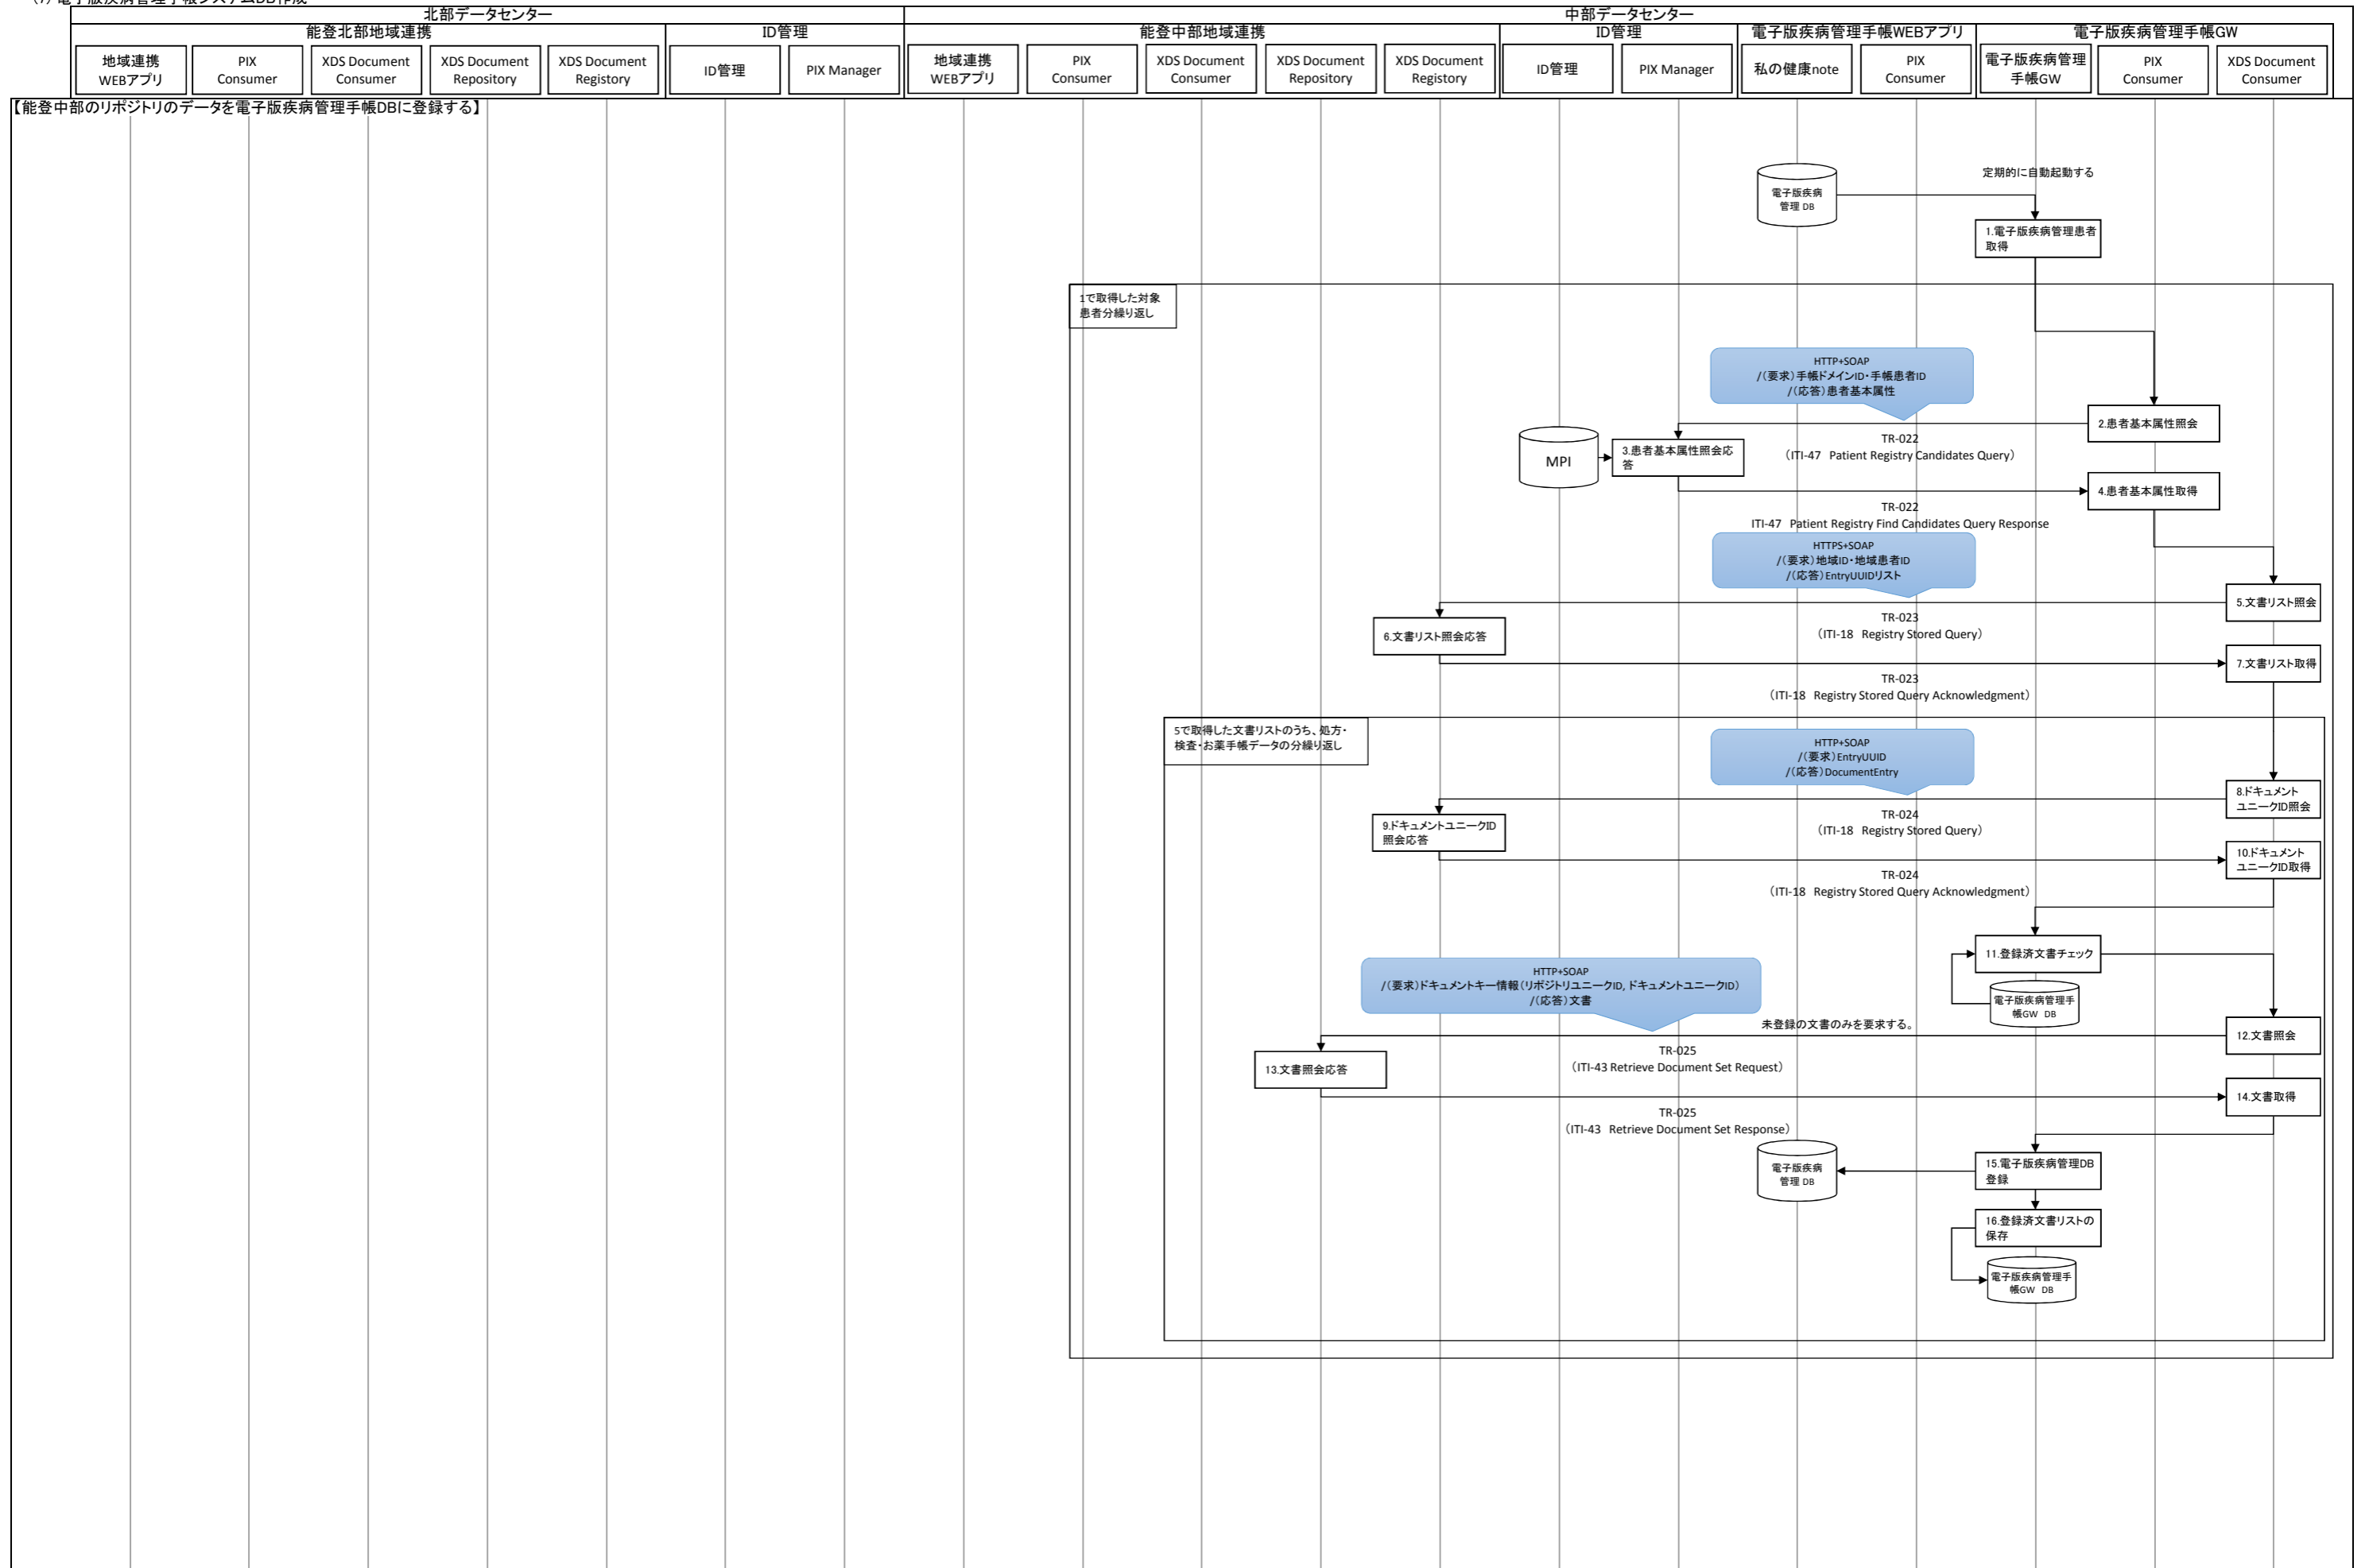 (7) 電子版疾病管理手帳システムDB作成
北部データセンター
中部データセンター
能登北部地域連携
ID管理
能登中部地域連携
ID管理
電子版疾病管理手帳WEBアプリ
電子版疾病管理手帳GW
地域連携
WEBアプリ
PIX
Consumer
XDS Document
Consumer
XDS Document
Repository
XDS Document
Registory
ID管理
PIX Manager
地域連携
WEBアプリ
PIX
Consumer
XDS Document
Consumer
XDS Document
Repository
XDS Document
Registory
ID管理
PIX Manager
私の健康note
PIX
Consumer
電子版疾病管理
手帳GW
PIX
Consumer
XDS Document
Consumer
【能登中部のリポジトリのデータを電子版疾病管理手帳DBに登録する】
定期的に自動起動する
電子版疾病
管理 DB
1.電子版疾病管理患者
取得
1で取得した対象
患者分繰り返し
HTTP+SOAP
/(要求)手帳ドメインID・手帳患者ID
/(応答)患者基本属性
2.患者基本属性照会
TR-022
(ITI-47 Patient Registry Candidates Query)
MPI
3.患者基本属性照会応
答
4.患者基本属性取得
TR-022
ITI-47 Patient Registry Find Candidates Query Response
HTTPS+SOAP
/(要求)地域ID・地域患者ID
/(応答)EntryUUIDリスト
5.文書リスト照会
TR-023
(ITI-18 Registry Stored Query)
6.文書リスト照会応答
7.文書リスト取得
TR-023
(ITI-18 Registry Stored Query Acknowledgment)
5で取得した文書リストのうち、処方・
検査・お薬手帳データの分繰り返し
HTTP+SOAP
/(要求)EntryUUID
/(応答)DocumentEntry
8.ドキュメント
ユニークID照会
TR-024
(ITI-18 Registry Stored Query)
9.ドキュメントユニークID
照会応答
10.ドキュメント
ユニークID取得
TR-024
(ITI-18 Registry Stored Query Acknowledgment)
11.登録済文書チェック
電子版疾病管理手
帳GW DB
HTTP+SOAP
/(要求)ドキュメントキー情報(リポジトリユニークID, ドキュメントユニークID)
/(応答)文書
未登録の文書のみを要求する。
12.文書照会
TR-025
(ITI-43 Retrieve Document Set Request)
13.文書照会応答
14.文書取得
TR-025
(ITI-43 Retrieve Document Set Response)
電子版疾病
管理 DB
15.電子版疾病管理DB
登録
16.登録済文書リストの
保存
電子版疾病管理手
帳GW DB